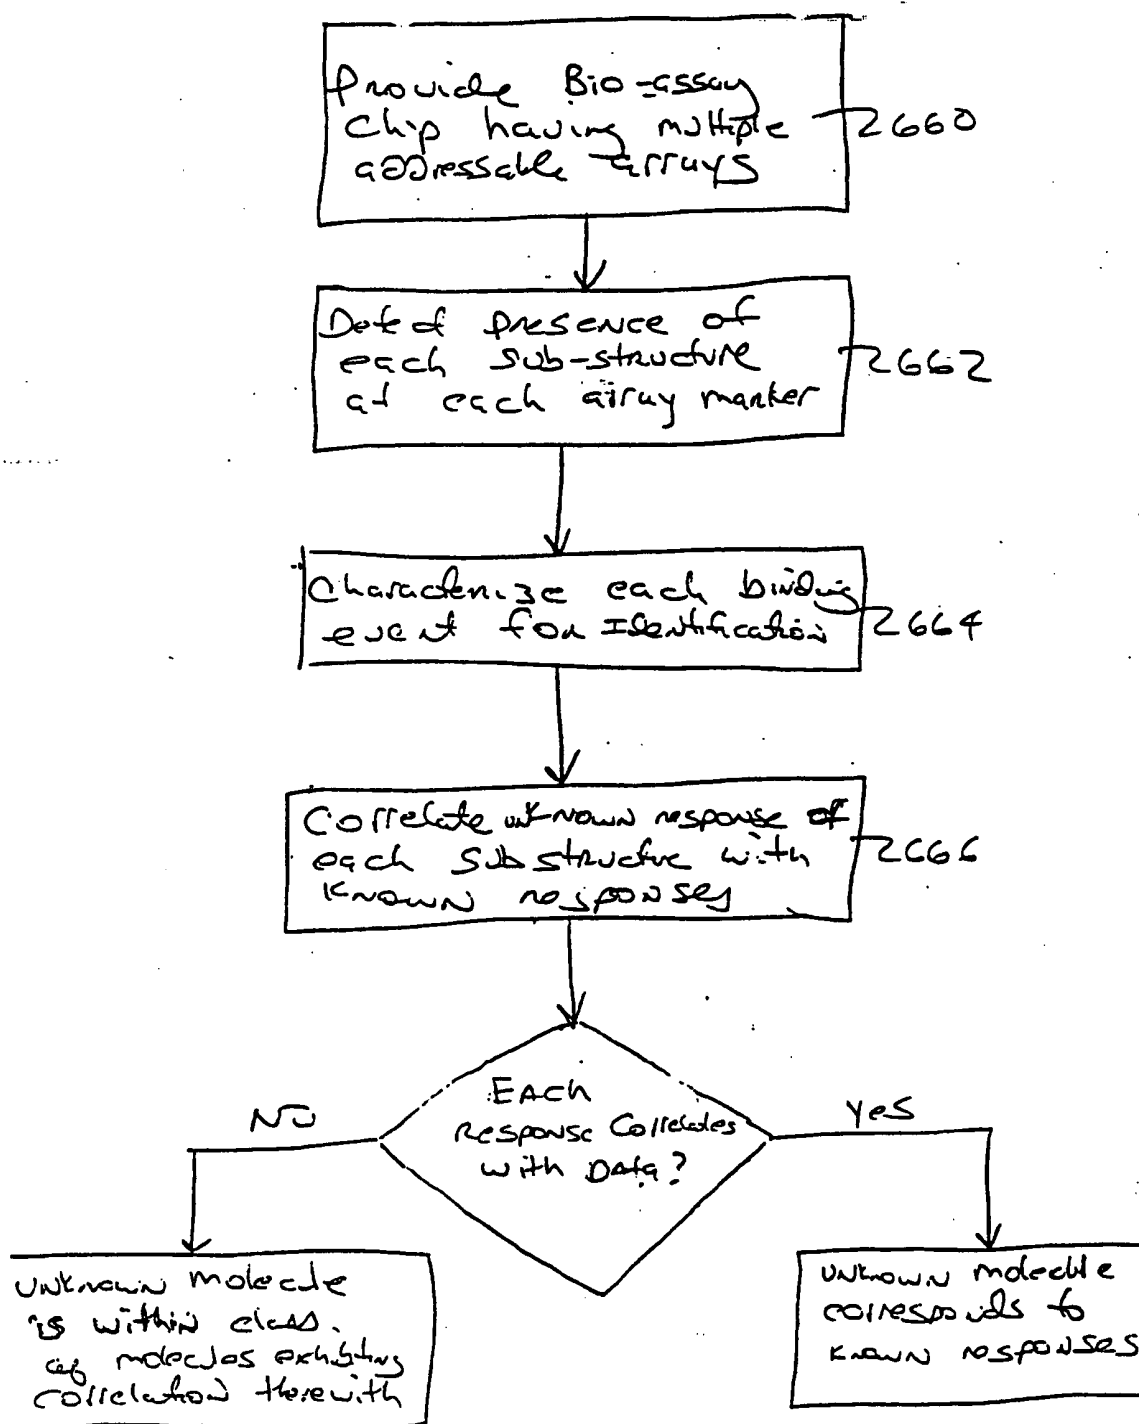 Provide Bio-assay
Chip having multiple
addressable arrays
2660
Detect presence of
each sub-structure
at each array marker
2662
Characterize each binding
event for Identification
2664
Correlate unknown response of
each substructure with
known responses
2666
Each
Response Correlates
with Data?
NO
Yes
Unknown molecule
is within class
of molecules exhibiting
correlation therewith
Unknown molecule
corresponds to
known responses